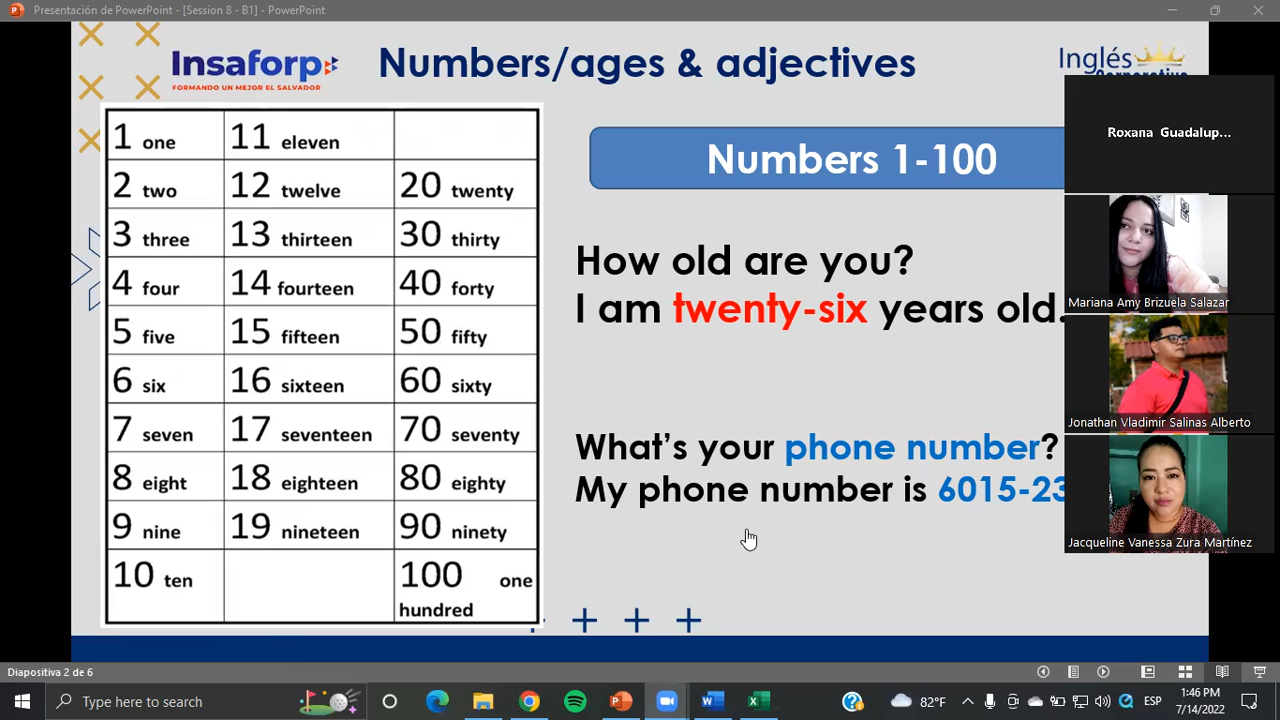 Presentación de PowerPoint - [Session 8 - B1] - PowerPoint
Insaforp
FORMANDO UN MEJOR EL SALVADOR
Numbers/ages & adjectives
Inglés
Corporativo
1 one 11 eleven
2 two 12 twelve 20 twenty
3 three 13 thirteen 30 thirty
4 four 14 fourteen 40 forty
5 five 15 fifteen 50 fifty
6 six 16 sixteen 60 sixty
7 seven 17 seventeen 70 seventy
8 eight 18 eighteen 80 eighty
9 nine 19 nineteen 90 ninety
10 ten 100 one
hundred
Numbers 1-100
How old are you?
I am twenty-six years old.
What's your phone number?
My phone number is 6015-23
Roxana Guadalup...
Mariana Amy Brizuela Salazar
Jonathan Vladimir Salinas Alberto
Jacqueline Vanessa Zura Martínez
Diapositiva 2 de 6
Type here to search
82°F
ESP
1:46 PM
7/14/2022